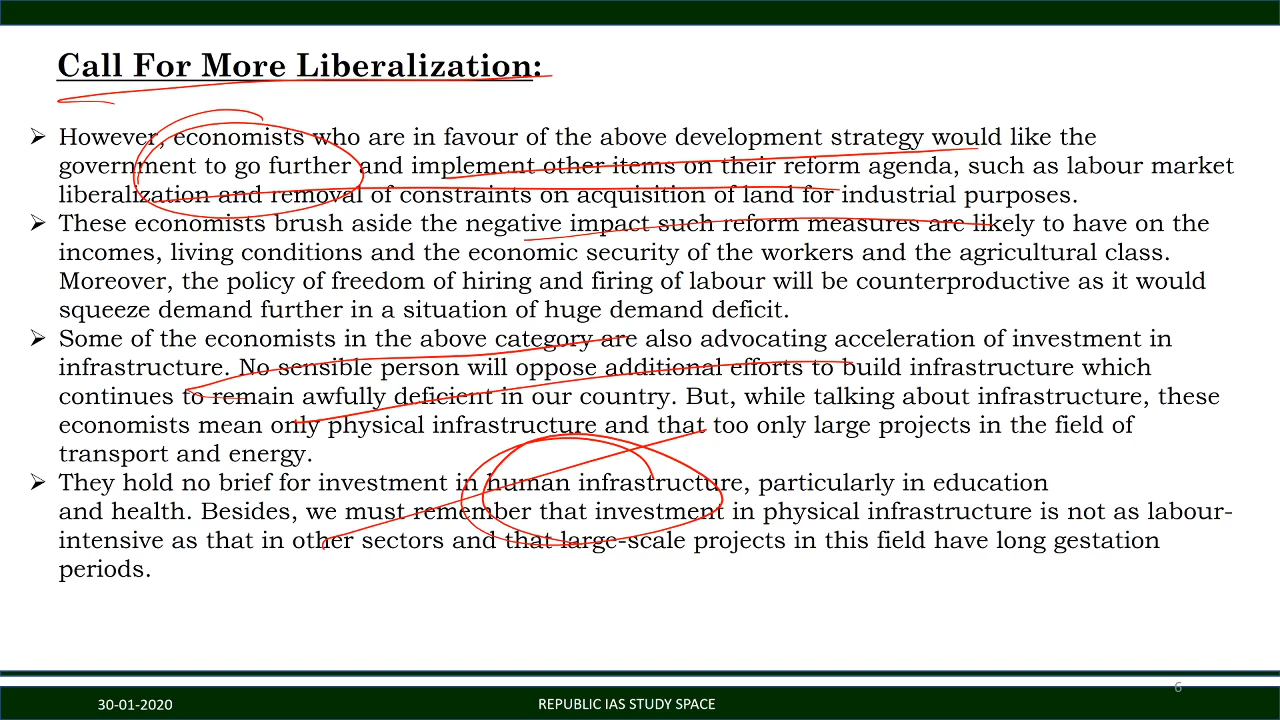 Call For More Liberalization:
➢ However, economists who are in favour of the above development strategy would like the
government to go further and implement other items on their reform agenda, such as labour market
liberalization and removal of constraints on acquisition of land for industrial purposes.
➢ These economists brush aside the negative impact such reform measures are likely to have on the
incomes, living conditions and the economic security of the workers and the agricultural class.
Moreover, the policy of freedom of hiring and firing of labour will be counterproductive as it would
squeeze demand further in a situation of huge demand deficit.
➢ Some of the economists in the above category are also advocating acceleration of investment in
infrastructure. No sensible person will oppose additional efforts to build infrastructure which
continues to remain awfully deficient in our country. But, while talking about infrastructure, these
economists mean only physical infrastructure and that too only large projects in the field of
transport and energy.
➢ They hold no brief for investment in human infrastructure, particularly in education
and health. Besides, we must remember that investment in physical infrastructure is not as labour-
intensive as that in other sectors and that large-scale projects in this field have long gestation
periods.
6
30-01-2020
REPUBLIC IAS STUDY SPACE